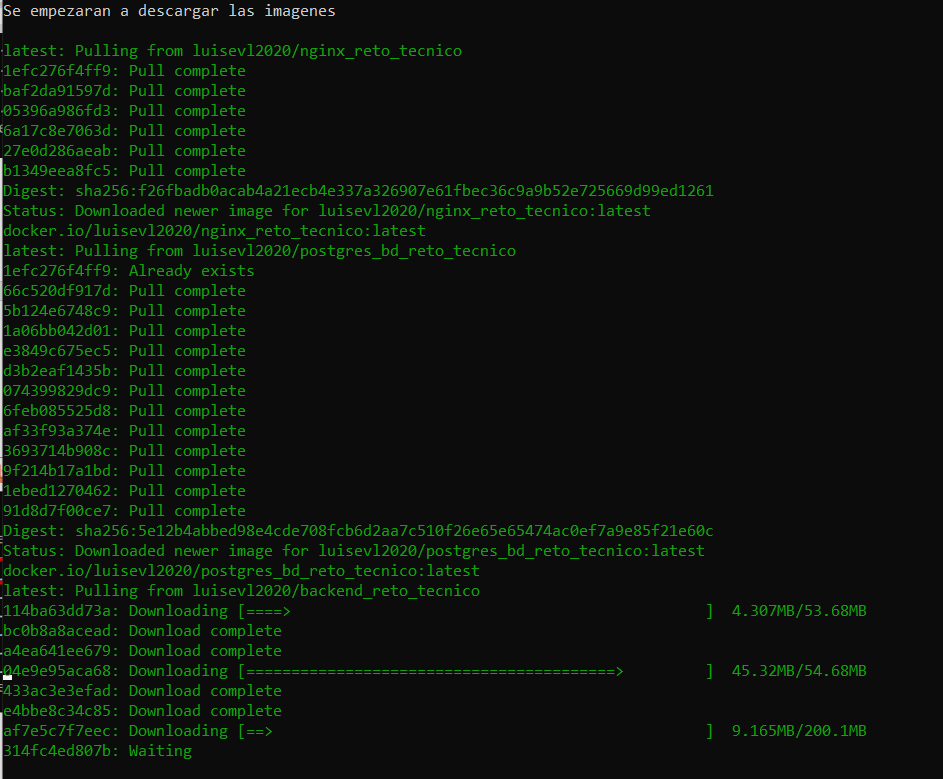 Se empezaran a descargar las imagenes
latest: Pulling from luisevl2020/nginx_reto_tecnico
1efc276f4ff9: Pull complete
baf2da91597d: Pull complete
05396a986fd3: Pull complete
6a17c8e7063d: Pull complete
27e0d286aeab: Pull complete
b1349eea8fc5: Pull complete
Digest: sha256:f26fbadb0acab4a21ecb4e337a326907e61fbec36c9a9b52e725669d99ed1261
Status: Downloaded newer image for luisevl2020/nginx_reto_tecnico:latest
docker.io/luisevl2020/nginx_reto_tecnico:latest
latest: Pulling from luisevl2020/postgres_bd_reto_tecnico
1efc276f4ff9: Already exists
66c520df917d: Pull complete
5b124e6748c9: Pull complete
1a06bb042d01: Pull complete
e3849c675ec5: Pull complete
d3b2eaf1435b: Pull complete
074399829dc9: Pull complete
6feb085525d8: Pull complete
af33f93a374e: Pull complete
3693714b908c: Pull complete
9f214b17a1bd: Pull complete
1ebed1270462: Pull complete
91d8d7f00ce7: Pull complete
Digest: sha256:5e12b4abbed98e4cde708fcb6d2aa7c510f26e65e65474ac0ef7a9e85f21e60c
Status: Downloaded newer image for luisevl2020/postgres_bd_reto_tecnico:latest
docker.io/luisevl2020/postgres_bd_reto_tecnico:latest
latest: Pulling from luisevl2020/backend_reto_tecnico
114ba63dd73a: Downloading [====>                                              ]  4.307MB/53.68MB
bc0b8a8acead: Download complete
a4ea641ee679: Download complete
04e9e95aca68: Downloading [=========================================>         ]  45.32MB/54.68MB
433ac3e3efad: Download complete
e4bbe8c34c85: Download complete
af7e5c7f7eec: Downloading [==>                                                ]  9.165MB/200.1MB
314fc4ed807b: Waiting